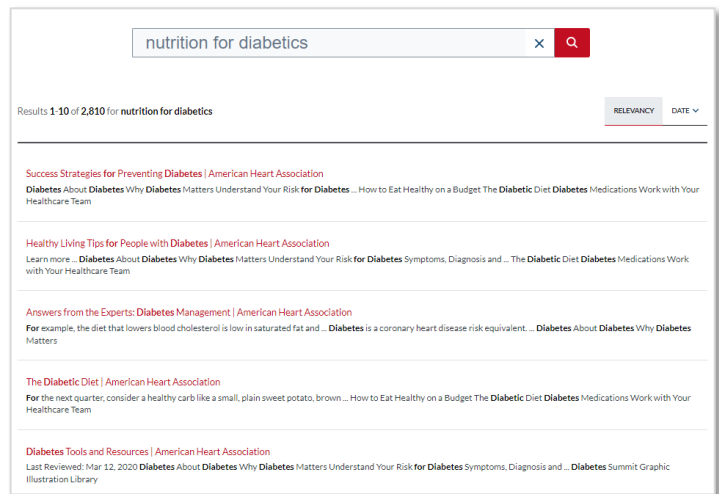 nutrition for diabetics
Results 1-10 of 2,810 for nutrition for diabetics
RELEVANCY DATE
Success Strategies for Preventing Diabetes | American Heart Association
Diabetes About Diabetes Why Diabetes Matters Understand Your Risk for Diabetes ... How to Eat Healthy on a Budget The Diabetic Diet Diabetes Medications Work with Your
Healthcare Team
Healthy Living Tips for People with Diabetes | American Heart Association
Learn more ... Diabetes About Diabetes Why Diabetes Matters Understand Your Risk for Diabetes Symptoms, Diagnosis and ... The Diabetic Diet Diabetes Medications Work
with Your Healthcare Team
Answers from the Experts: Diabetes Management | American Heart Association
For example, the diet that lowers blood cholesterol is low in saturated fat and ... Diabetes is a coronary heart disease risk equivalent. ... Diabetes About Diabetes Why Diabetes
Matters
The Diabetic Diet | American Heart Association
For the next quarter, consider a healthy carb like a small, plain sweet potato, brown ... How to Eat Healthy on a Budget The Diabetic Diet Diabetes Medications Work with Your
Healthcare Team
Diabetes Tools and Resources | American Heart Association
Last Reviewed: Mar 12, 2020 Diabetes About Diabetes Why Diabetes Matters Understand Your Risk for Diabetes Symptoms, Diagnosis and ... Diabetes Summit Graphic
Illustration Library